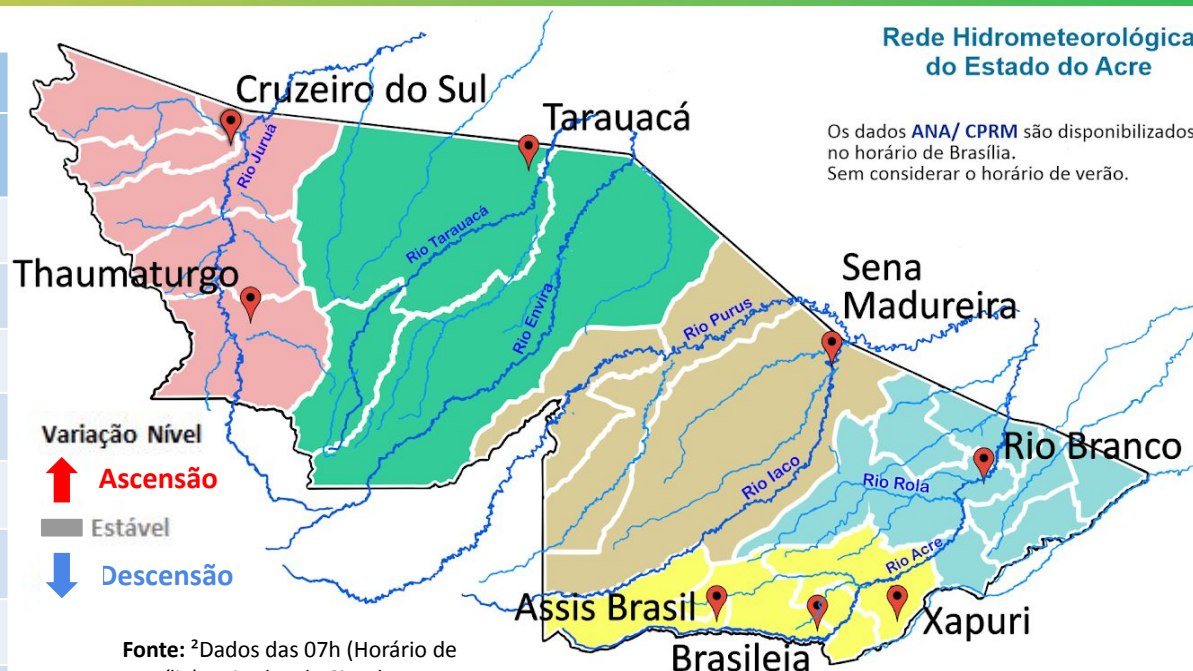 Rede Hidrometeorológica
do Estado do Acre
Os dados ANA/ CPRM são disponibilizados
no horário de Brasília.
Sem considerar o horário de verão.
Cruzeiro do Sul
Tarauacá
Rio Juruá
Rio Tarauacá
Thaumaturgo
Rio Envira
Sena
Madureira
Rio Purus
Variação Nível
Ascensão
Estável
Descensão
Rio Branco
Rio Rola
Rio Iaco
Rio Acre
Assis Brasil
Xapuri
Brasileia
Fonte: ²Dados das 07h (Horário de